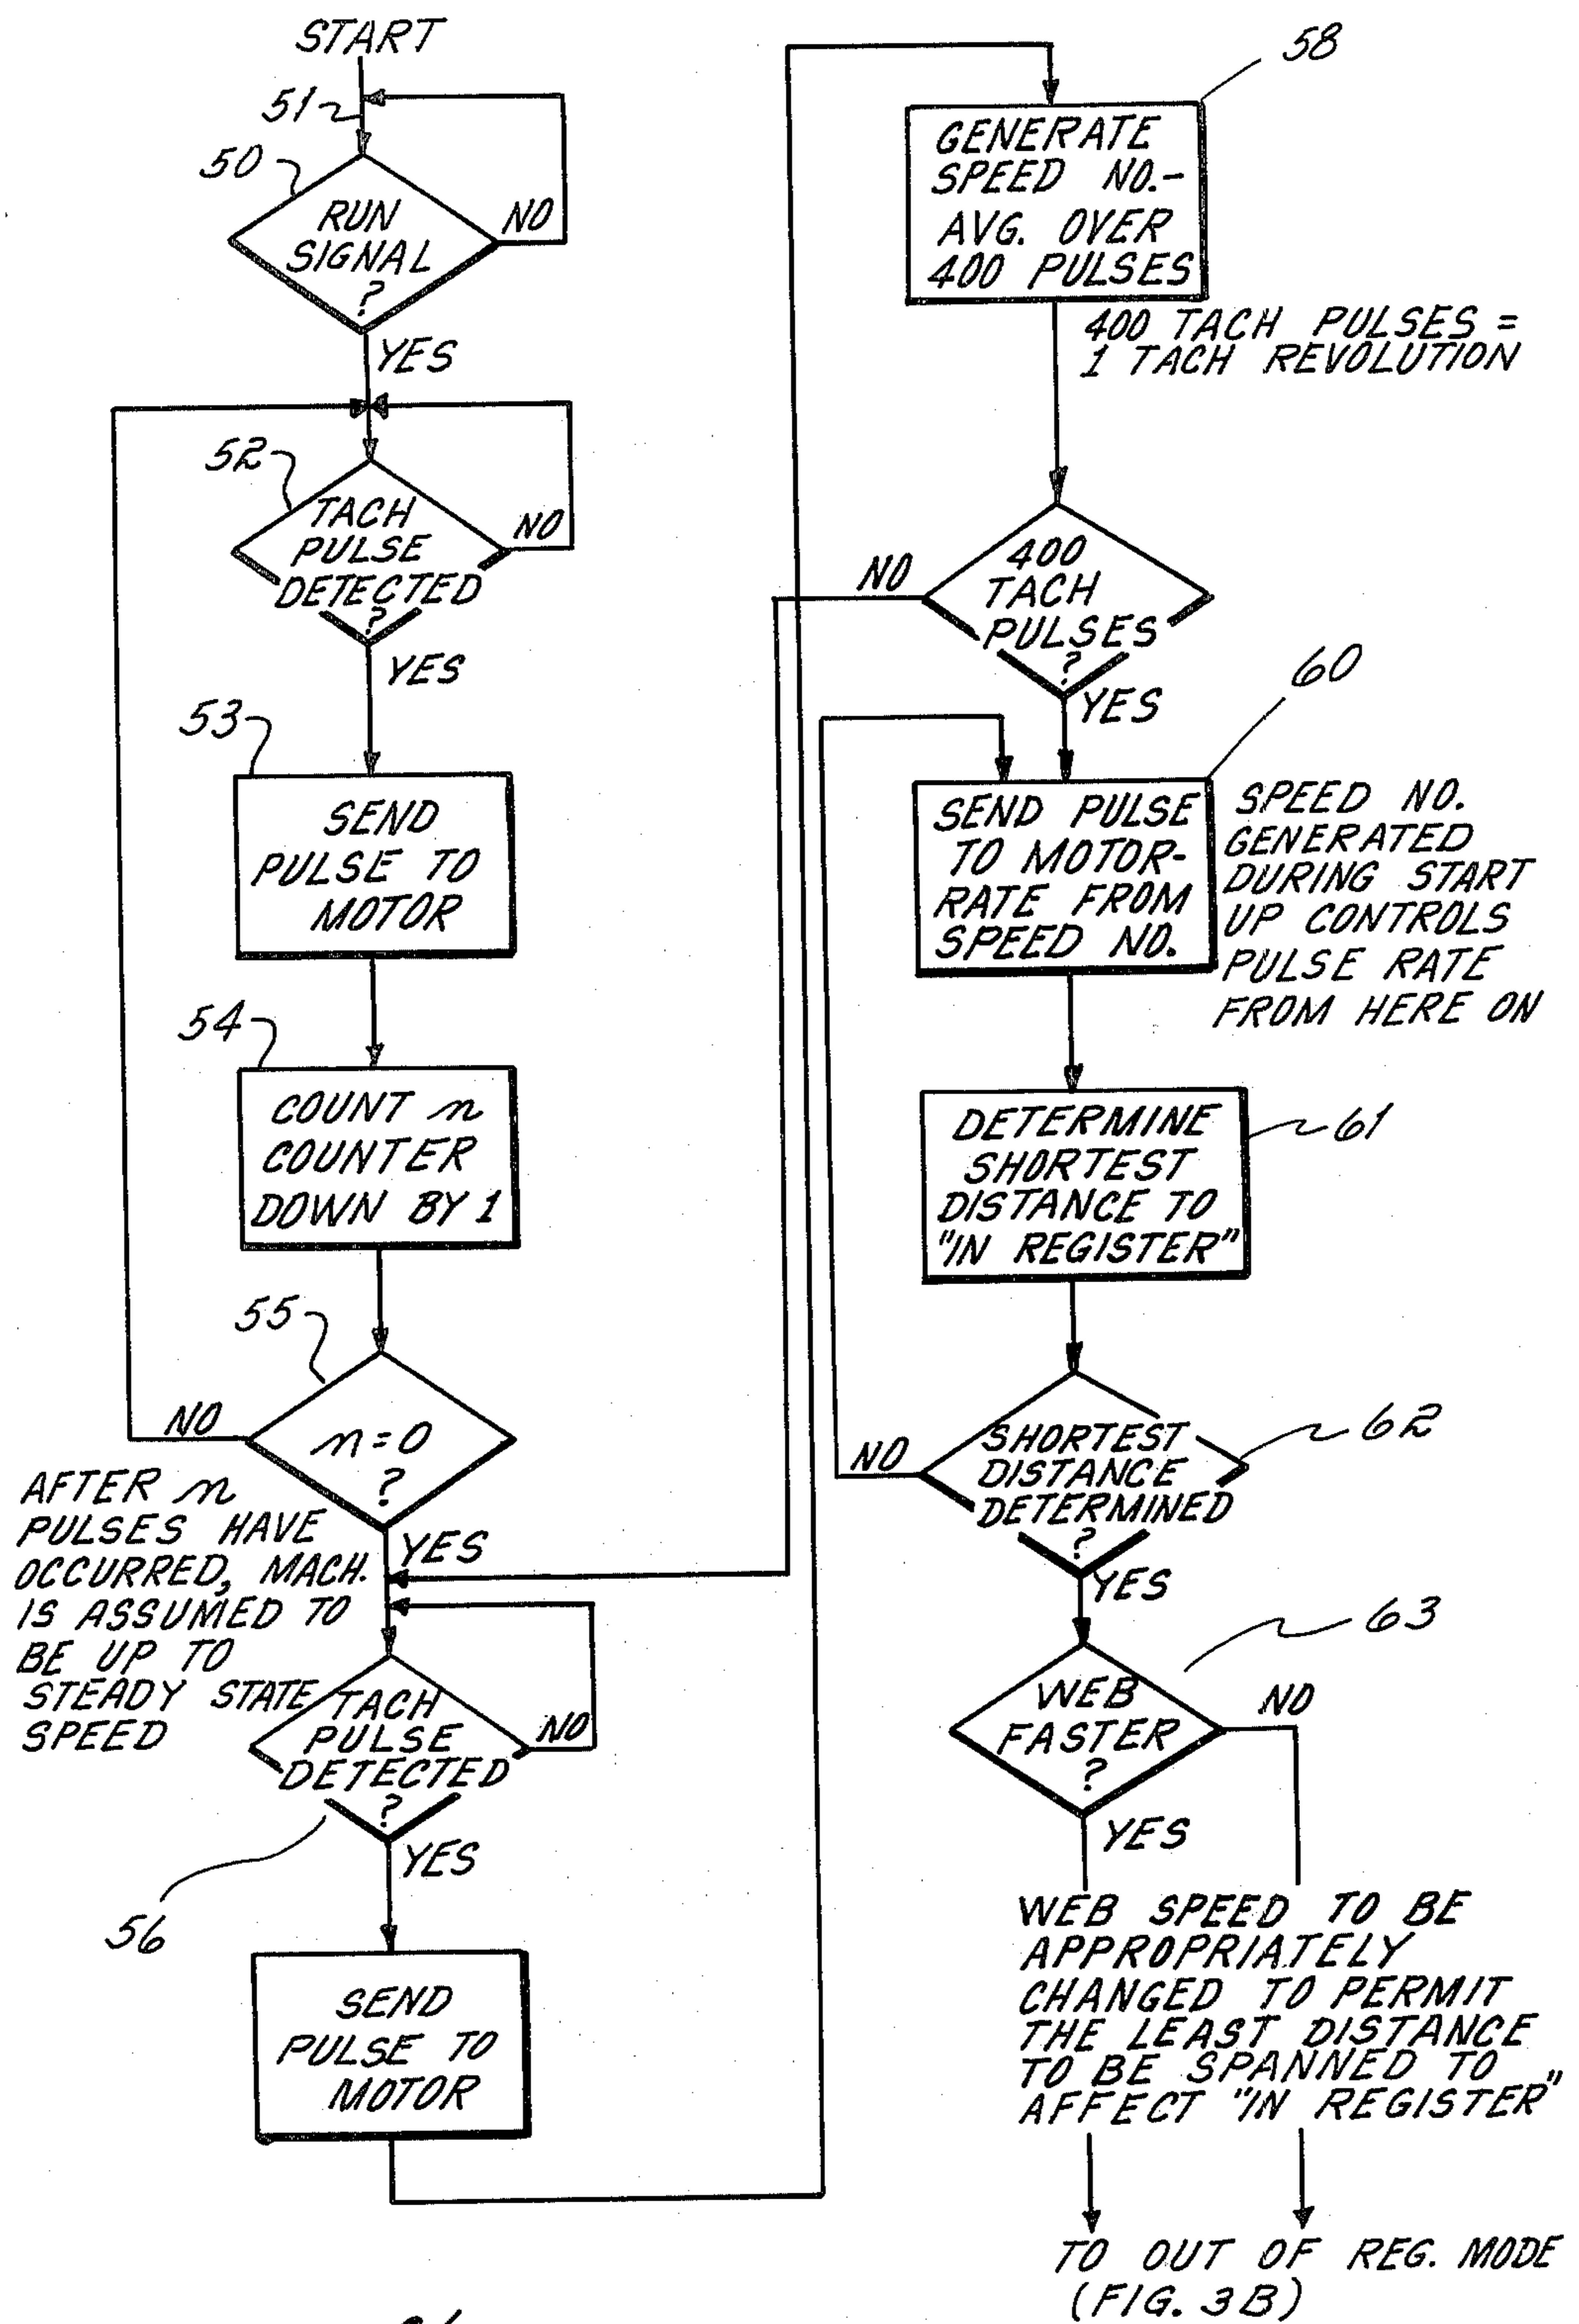 START
51
50
RUN
SIGNAL
?
NO
YES
52
TACH
PULSE
DETECTED
?
NO
YES
53
SEND
PULSE TO
MOTOR
54
COUNT n
COUNTER
DOWN BY 1
55
n=0
?
NO
YES
AFTER n
PULSES HAVE
OCCURRED, MACH.
IS ASSUMED TO
BE UP TO
STEADY STATE
SPEED
TACH
PULSE
DETECTED
?
NO
YES
56
SEND
PULSE TO
MOTOR
58
GENERATE
SPEED NO.-
AVG. OVER
400 PULSES
400 TACH PULSES =
1 TACH REVOLUTION
400
TACH
PULSES
?
NO
YES
60
SEND PULSE
TO MOTOR-
RATE FROM
SPEED NO.
SPEED NO.
GENERATED
DURING START
UP CONTROLS
PULSE RATE
FROM HERE ON
DETERMINE
SHORTEST
DISTANCE TO
"IN REGISTER"
61
SHORTEST
DISTANCE
DETERMINED
?
62
NO
YES
63
WEB
FASTER
?
NO
YES
WEB SPEED TO BE
APPROPRIATELY
CHANGED TO PERMIT
THE LEAST DISTANCE
TO BE SPANNED TO
AFFECT "IN REGISTER"
TO OUT OF REG. MODE
(FIG. 3B)